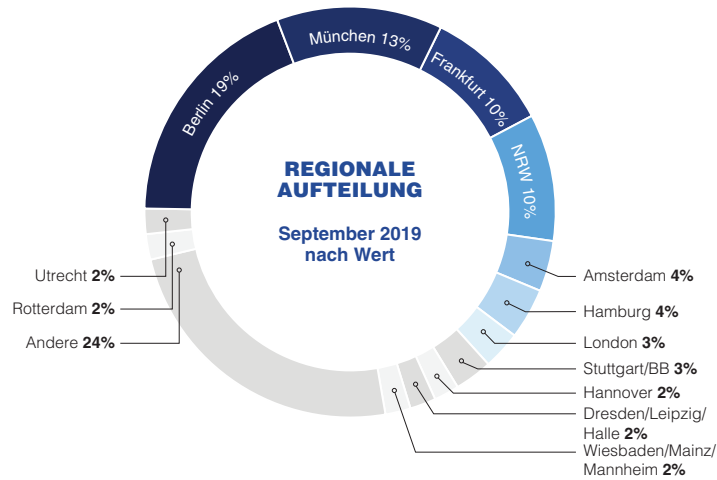 Berlin 19%
München 13%
Frankfurt 10%
NRW 10%
REGIONALE
AUFTEILUNG
September 2019
nach Wert
Amsterdam 4%
Hamburg 4%
London 3%
Stuttgart/BB 3%
Hannover 2%
Dresden/Leipzig/
Halle 2%
Wiesbaden/Mainz/
Mannheim 2%
Utrecht 2%
Rotterdam 2%
Andere 24%